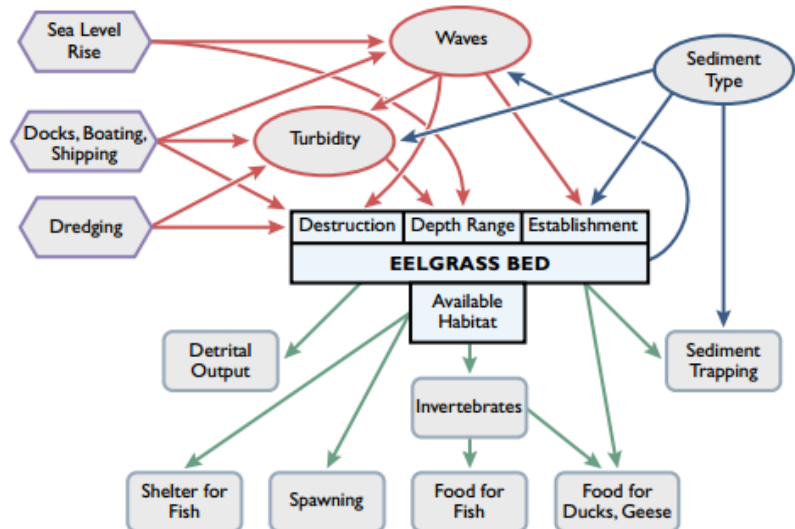 Sea Level
Rise
Waves
Sediment
Type
Docks, Boating,
Shipping
Turbidity
Dredging
Destruction
Depth Range
Establishment
EELGRASS BED
Available
Habitat
Detrital
Output
Sediment
Trapping
Invertebrates
Shelter for
Fish
Spawning
Food for
Fish
Food for
Ducks, Geese